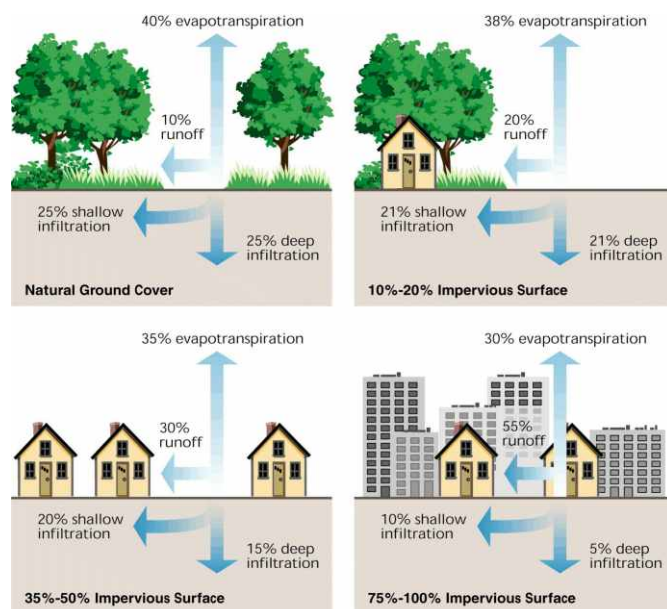 40% evapotranspiration
10%
runoff
25% shallow
infiltration
25% deep
infiltration
Natural Ground Cover
38% evapotranspiration
20%
runoff
21% shallow
infiltration
21% deep
infiltration
10%-20% Impervious Surface
35% evapotranspiration
30%
runoff
20% shallow
infiltration
15% deep
infiltration
35%-50% Impervious Surface
30% evapotranspiration
55%
runoff
10% shallow
infiltration
5% deep
infiltration
75%-100% Impervious Surface